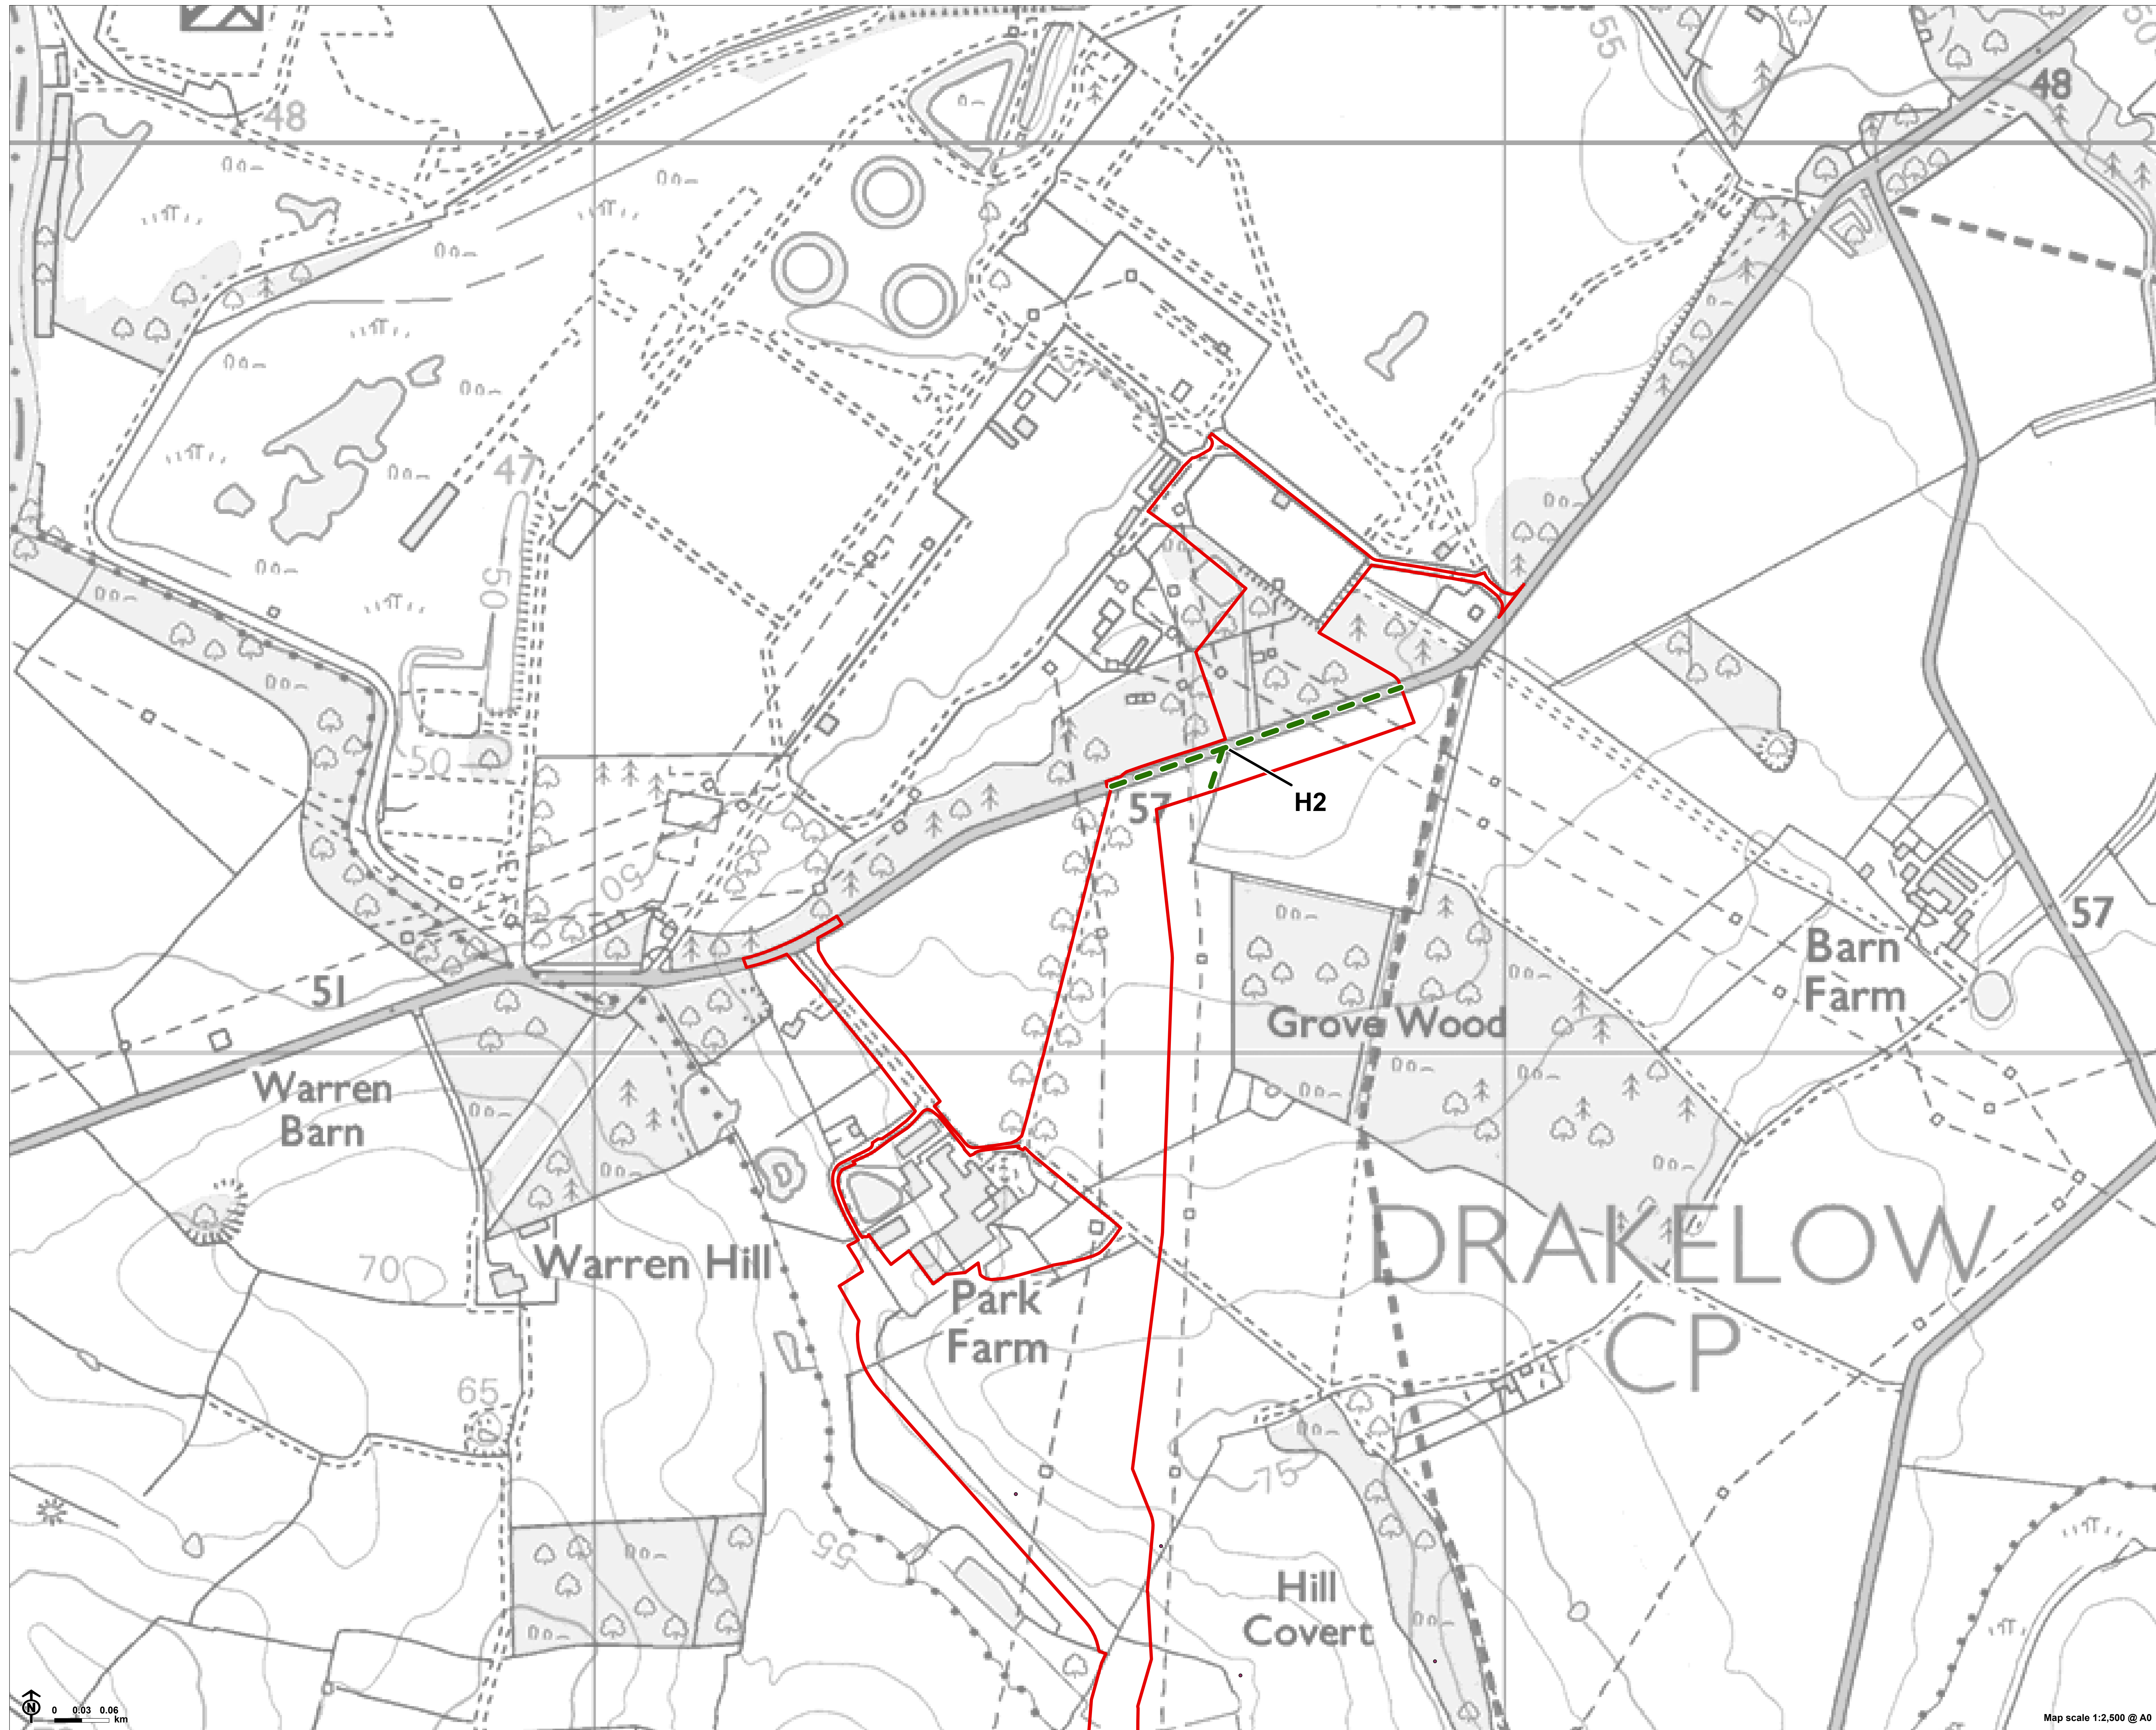 48
48
55
50
47
50
50
50
57
H2
57
51
Barn
Farm
Grove Wood
Warren
Barn
DRAKELOW
CP
Warren Hill
70
Park
Farm
65
75
55
Hill
Covert
N
0 0.03 0.06
km
Map scale 1:2,500 @ A0